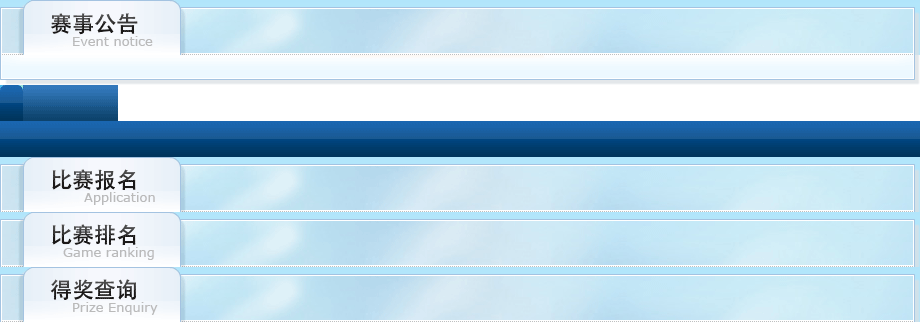 赛事公告
Event notice
比赛报名
Application
比赛排名
Game ranking
得奖查询
Prize Enquiry